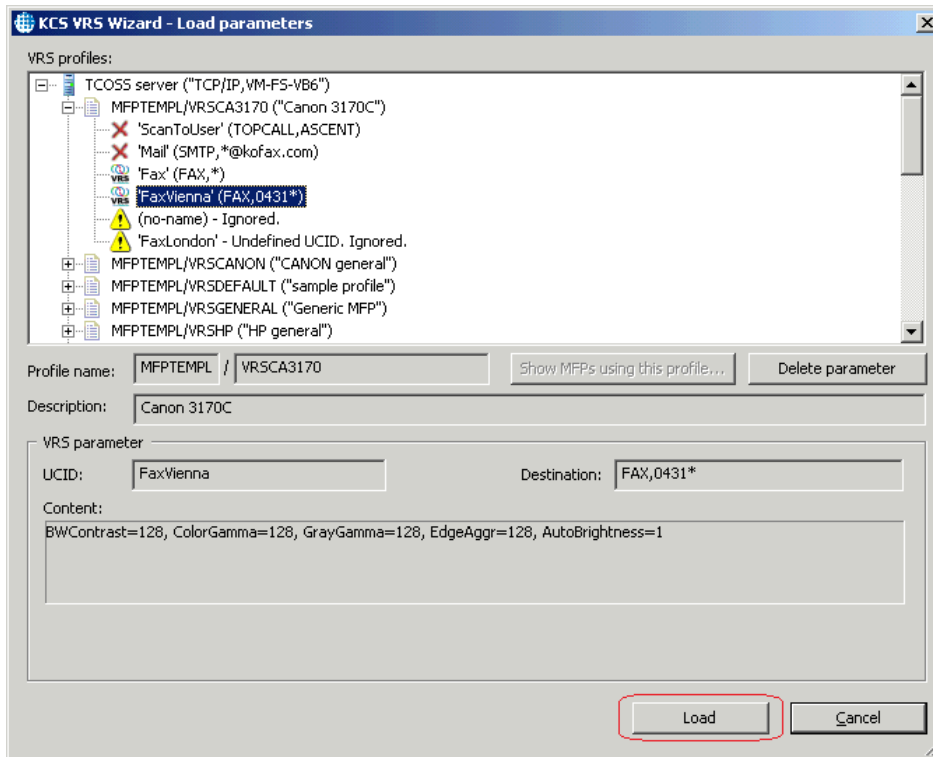 KCS VRS Wizard - Load parameters
VRS profiles:
TCOSS server ("TCP/IP,VM-FS-VB6")
MFPTEMPL/VRSCA3170 ("Canon 3170C")
'ScanToUser' (TOPCALL,ASCENT)
'Mail' (SMTP,*@kofax.com)
VRS 'Fax' (FAX,*)
VRS 'FaxVienna' (FAX,0431*)
(no-name) - Ignored.
'FaxLondon' - Undefined UCID. Ignored.
MFPTEMPL/VRSCANON ("CANON general")
MFPTEMPL/VRSDEFAULT ("sample profile")
MFPTEMPL/VRSGENERAL ("Generic MFP")
MFPTEMPL/VRSHP ("HP general")
Profile name: MFPTEMPL / VRSCA3170 Show MFPs using this profile... Delete parameter
Description: Canon 3170C
VRS parameter
UCID: FaxVienna Destination: FAX,0431*
Content:
BWContrast=128, ColorGamma=128, GrayGamma=128, EdgeAggr=128, AutoBrightness=1
Load Cancel